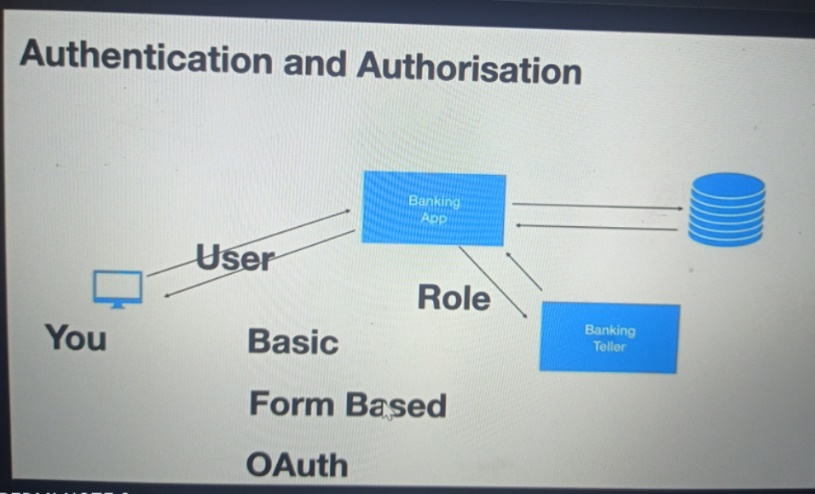 Authentication and Authorisation
Banking
App
User
Role
Banking
Teller
You
Basic
Form Based
OAuth